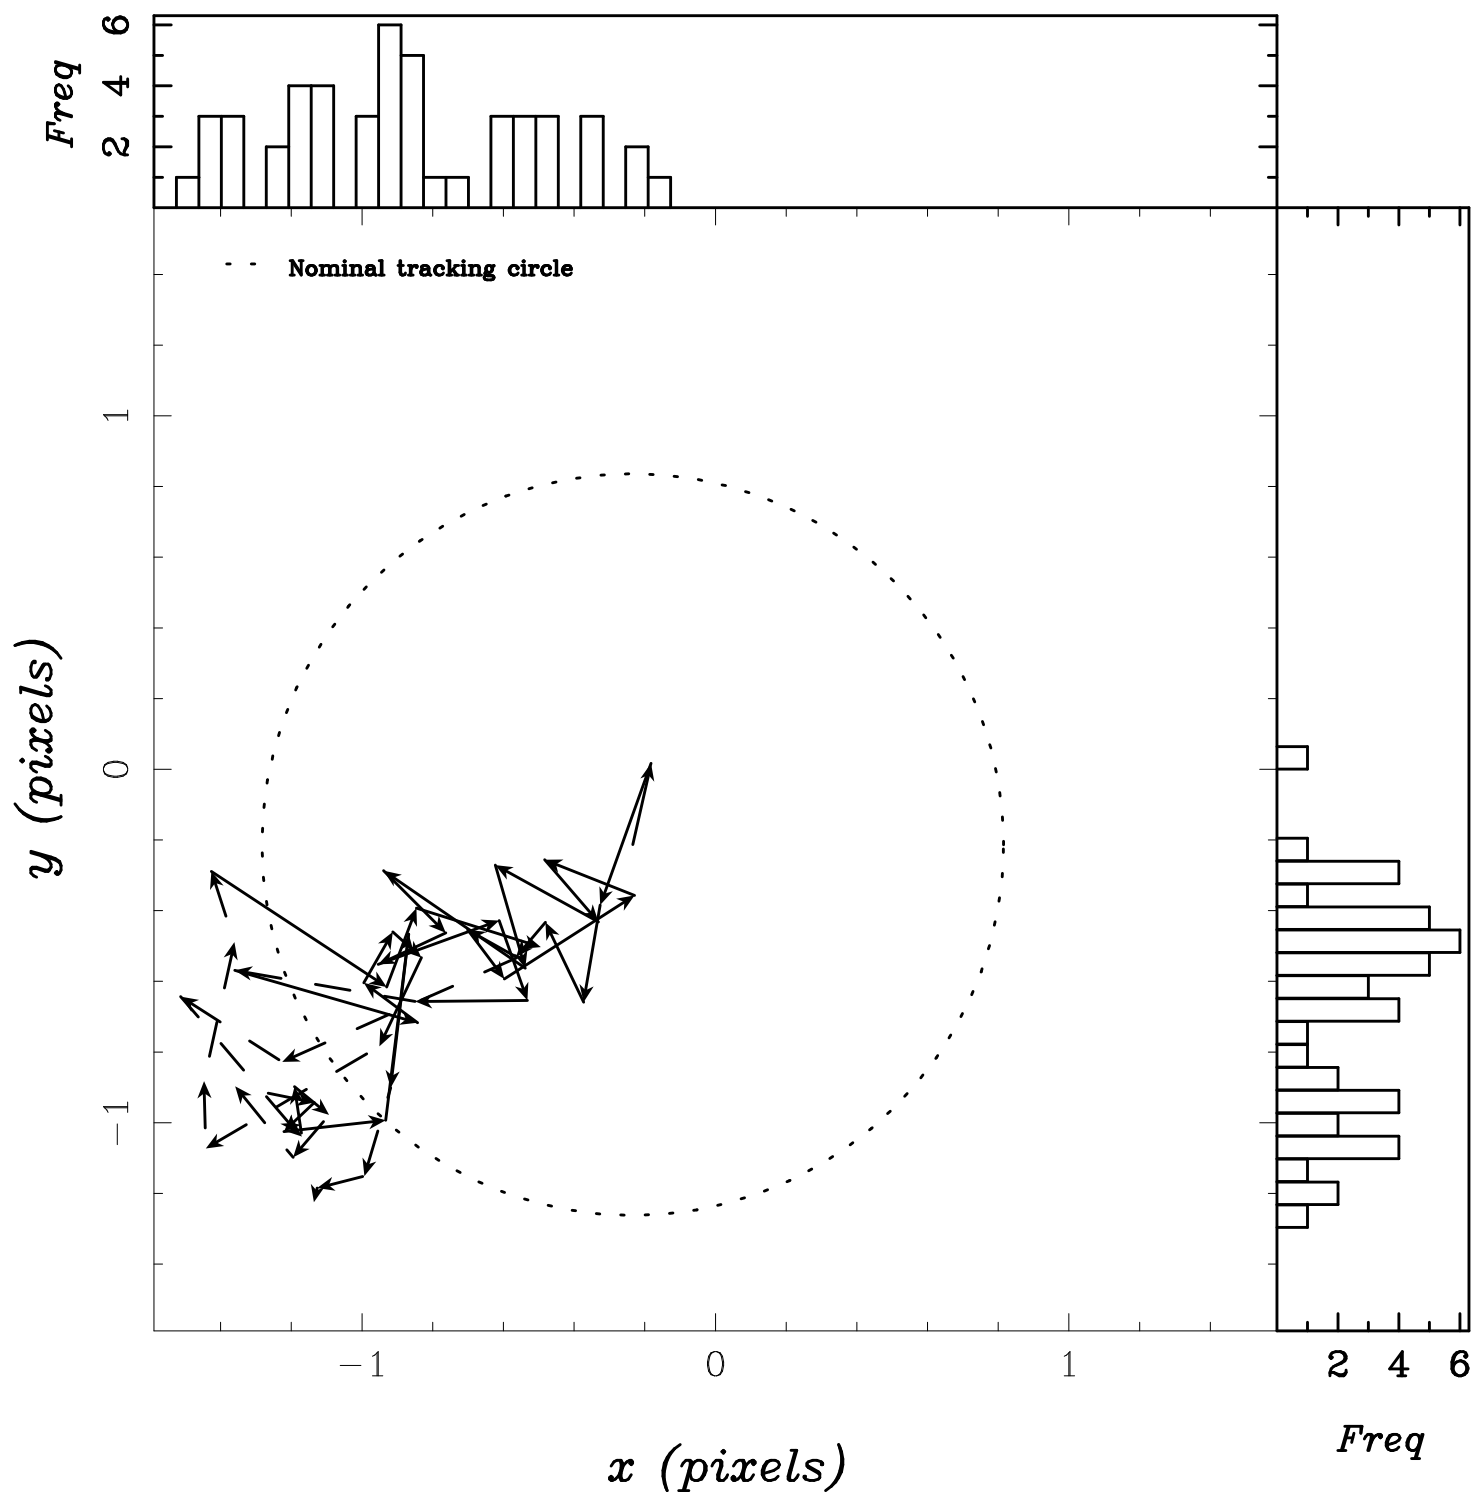 Freq
2 4 6
Nominal tracking circle
y (pixels)
1
0
−1
−1 0 1
2 4 6
x (pixels)
Freq